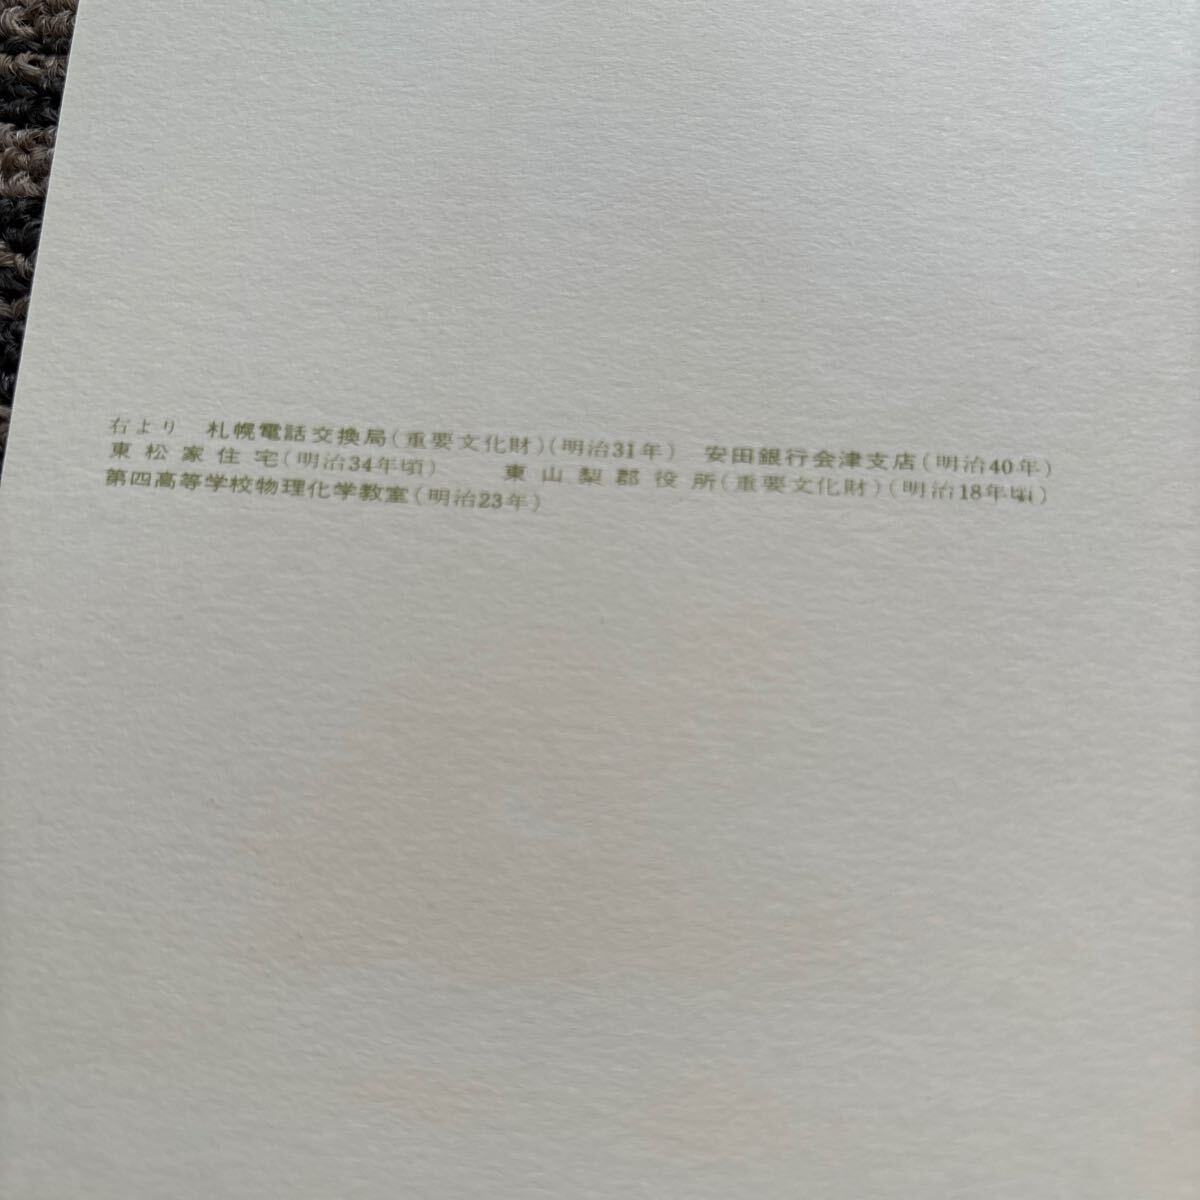 右より　札幌電話交換局(重要文化財)(明治31年)　安田銀行会津支店(明治40年)
東松家住宅(明治34年頃)　東山梨郡役所(重要文化財)(明治18年頃)
第四高等学校物理化学教室(明治23年)